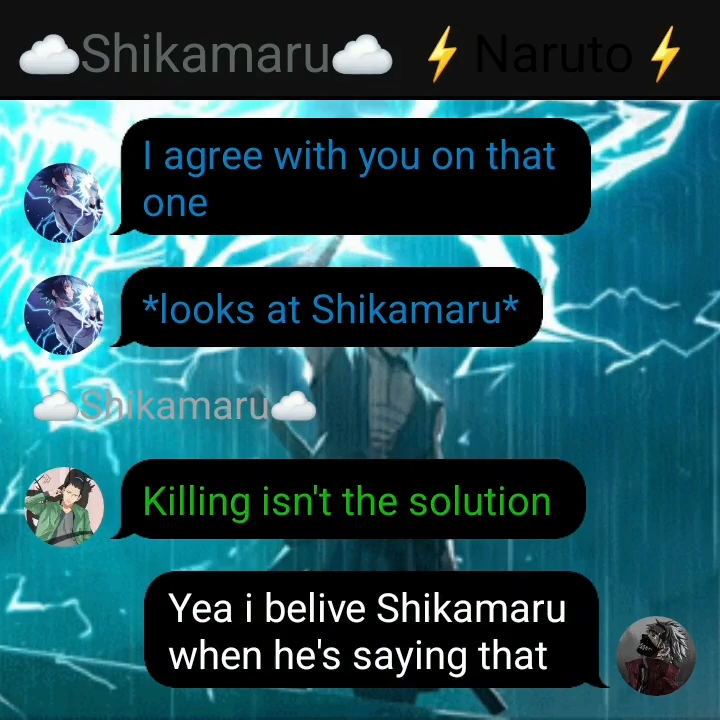 ☁️Shikamaru☁️ ⚡ Naruto ⚡
I agree with you on that
one
*looks at Shikamaru*
☁️Shikamaru☁️
Killing isn't the solution
Yea i belive Shikamaru
when he's saying that